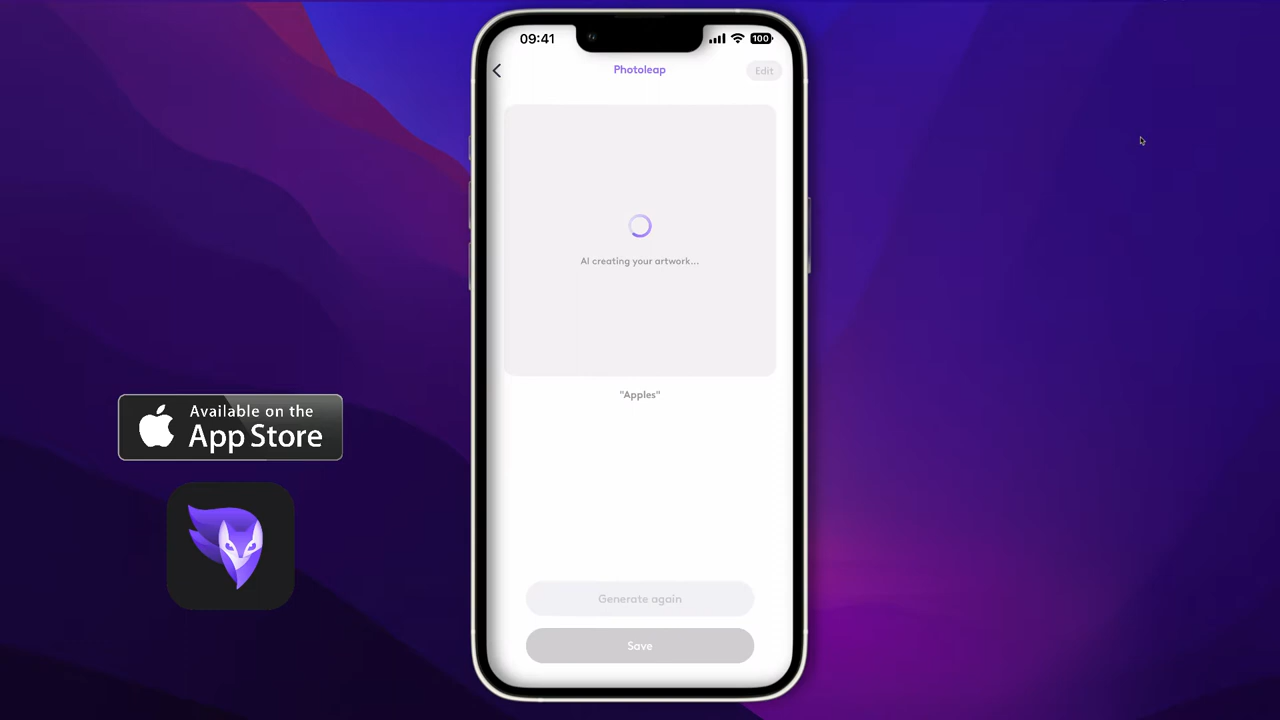 09:41
100
Photoleap
Edit
AI creating your artwork...
"Apples"
Available on the
App Store
Generate again
Save